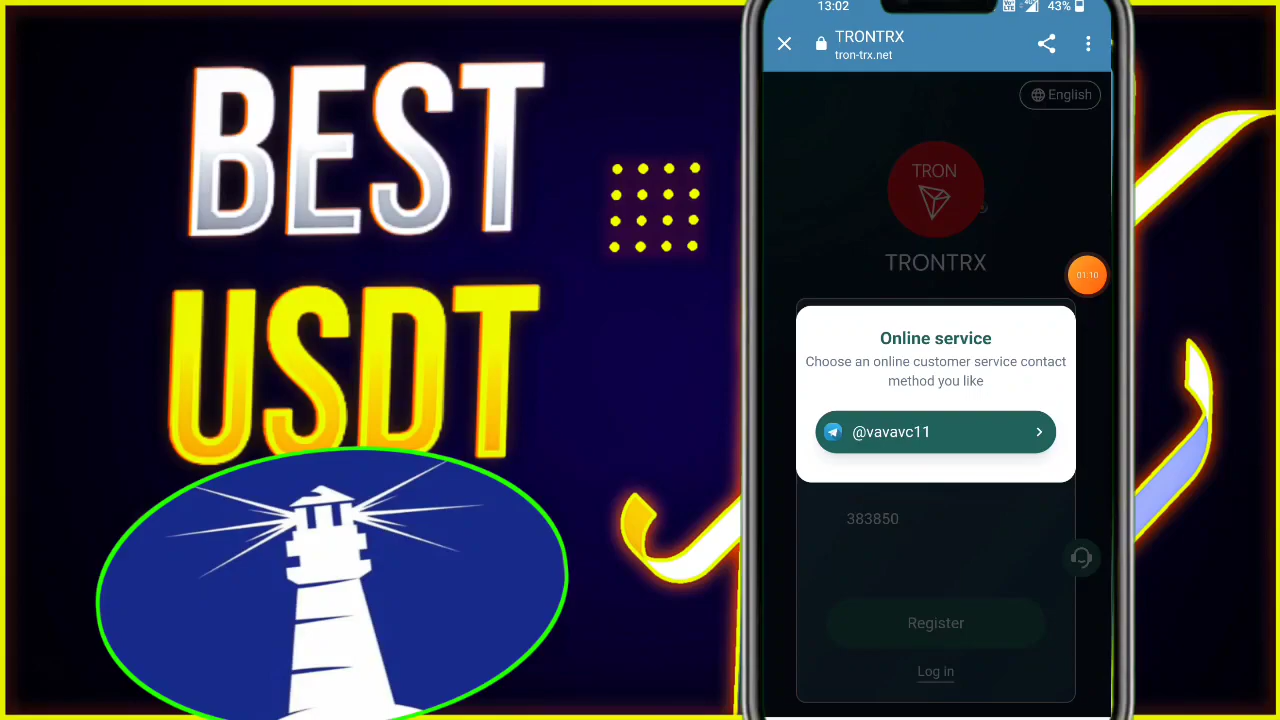 BEST
USDT
13:02
43%
TRONTRX
tron-trx.net
English
TRON
TRONTRX
01:10
Online service
Choose an online customer service contact
method you like
@vavavc11
383850
Register
Log in